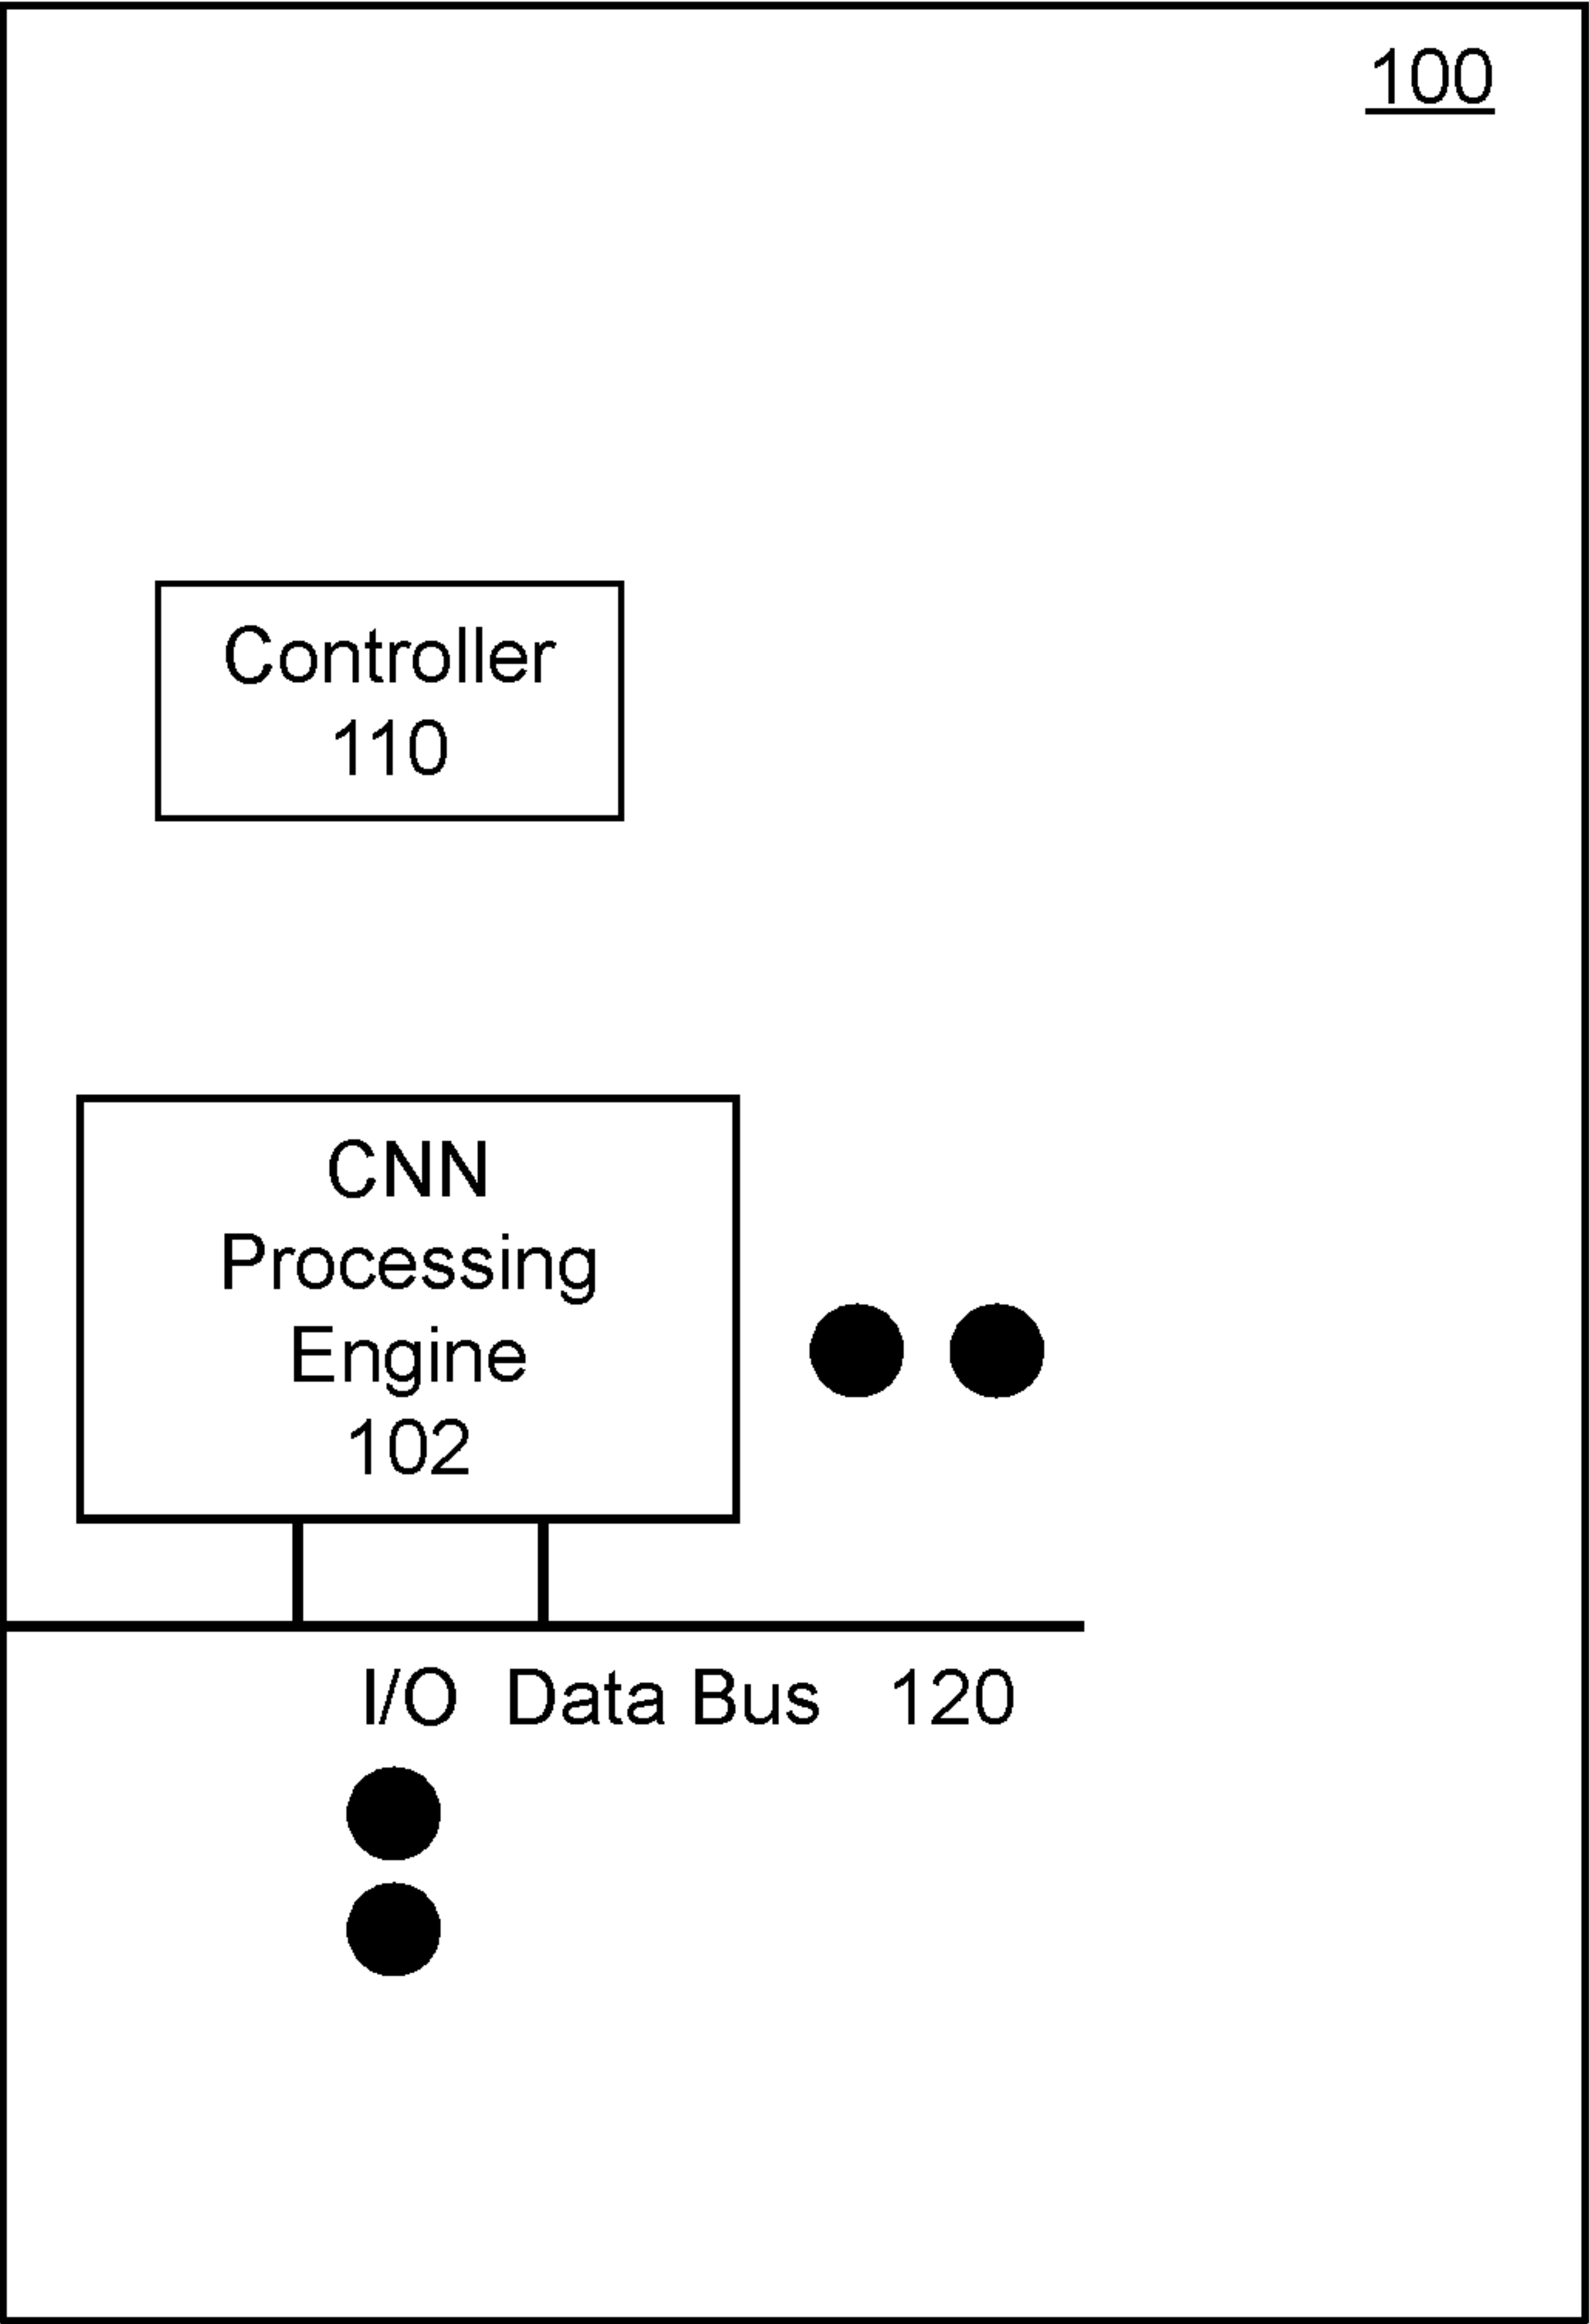 100
Controller
110
CNN
Processing
Engine
102
I/O Data Bus 120